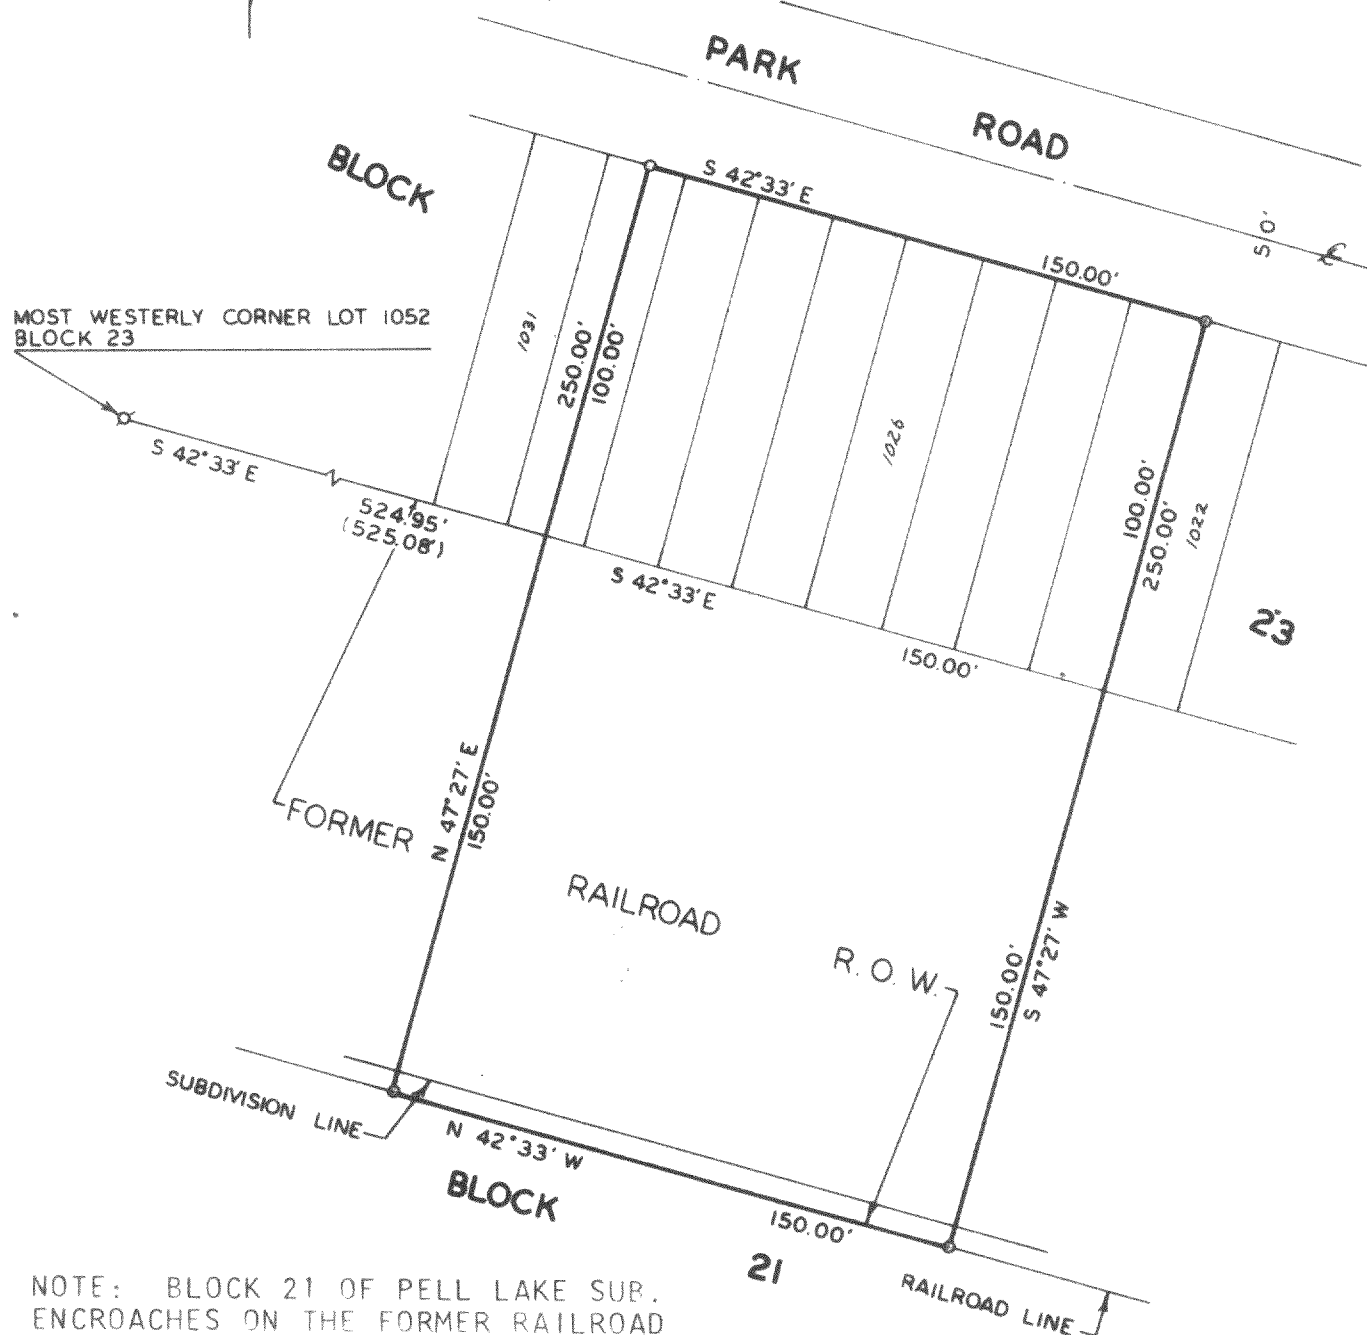 PARK
ROAD
BLOCK
S 42°33' E
150.00'
50'
℄
MOST WESTERLY CORNER LOT 1052
BLOCK 23
1031
250.00'
100.00'
1026
S 42°33' E
524.95'
(525.08')
100.00'
250.00'
1022
S 42°33' E
150.00'
23
N 47°27' E
150.00'
FORMER
RAILROAD
R. O. W.
150.00'
S 47°27' W
SUBDIVISION LINE
N 42°33' W
150.00'
BLOCK
21
RAILROAD LINE
NOTE: BLOCK 21 OF PELL LAKE SUB.
ENCROACHES ON THE FORMER RAILROAD